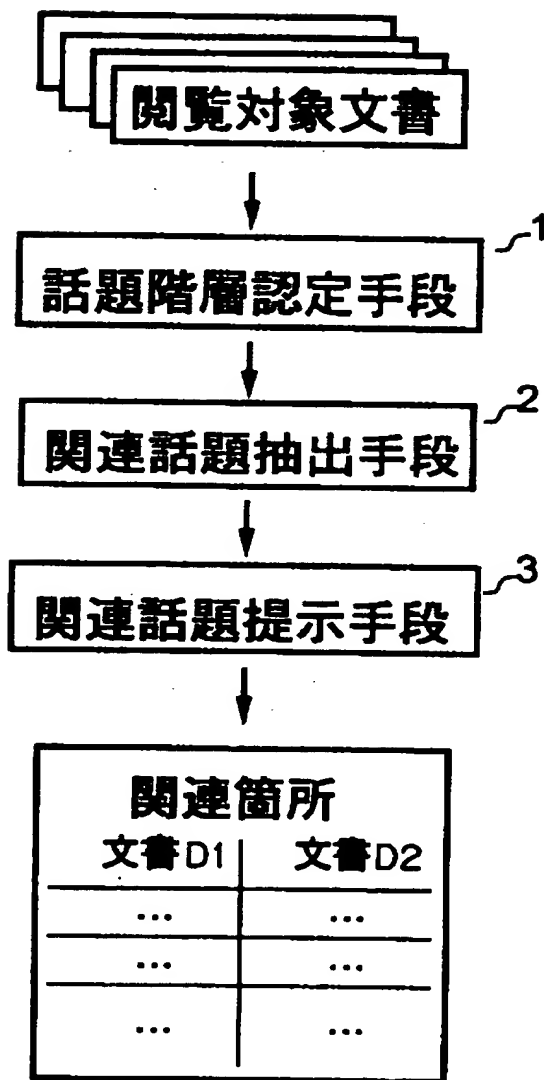 閲覧対象文書
1
話題階層認定手段
2
関連話題抽出手段
3
関連話題提示手段
関連箇所
文書D1 文書D2
... ...
... ...
... ...